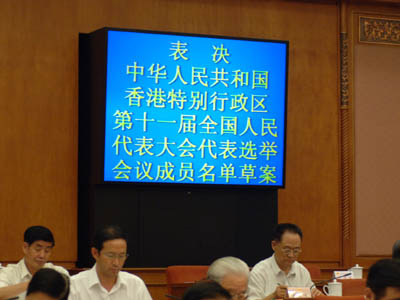 表 决
中华人民共和国
香港特别行政区
第十一届全国人民
代表大会代表选举
会议成员名单草案